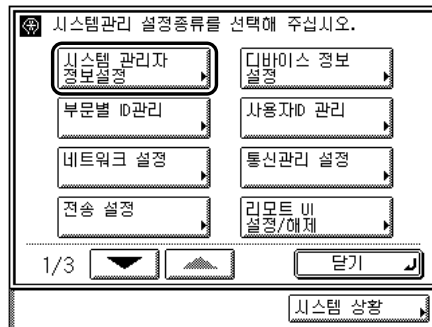 시스템관리 설정종류를 선택해 주십시오.
시스템 관리자
정보설정
디바이스 정보
설정
부문별 ID관리
사용자ID 관리
네트워크 설정
통신관리 설정
전송 설정
리모트 UI
설정/해제
1/3
닫기
시스템 상황